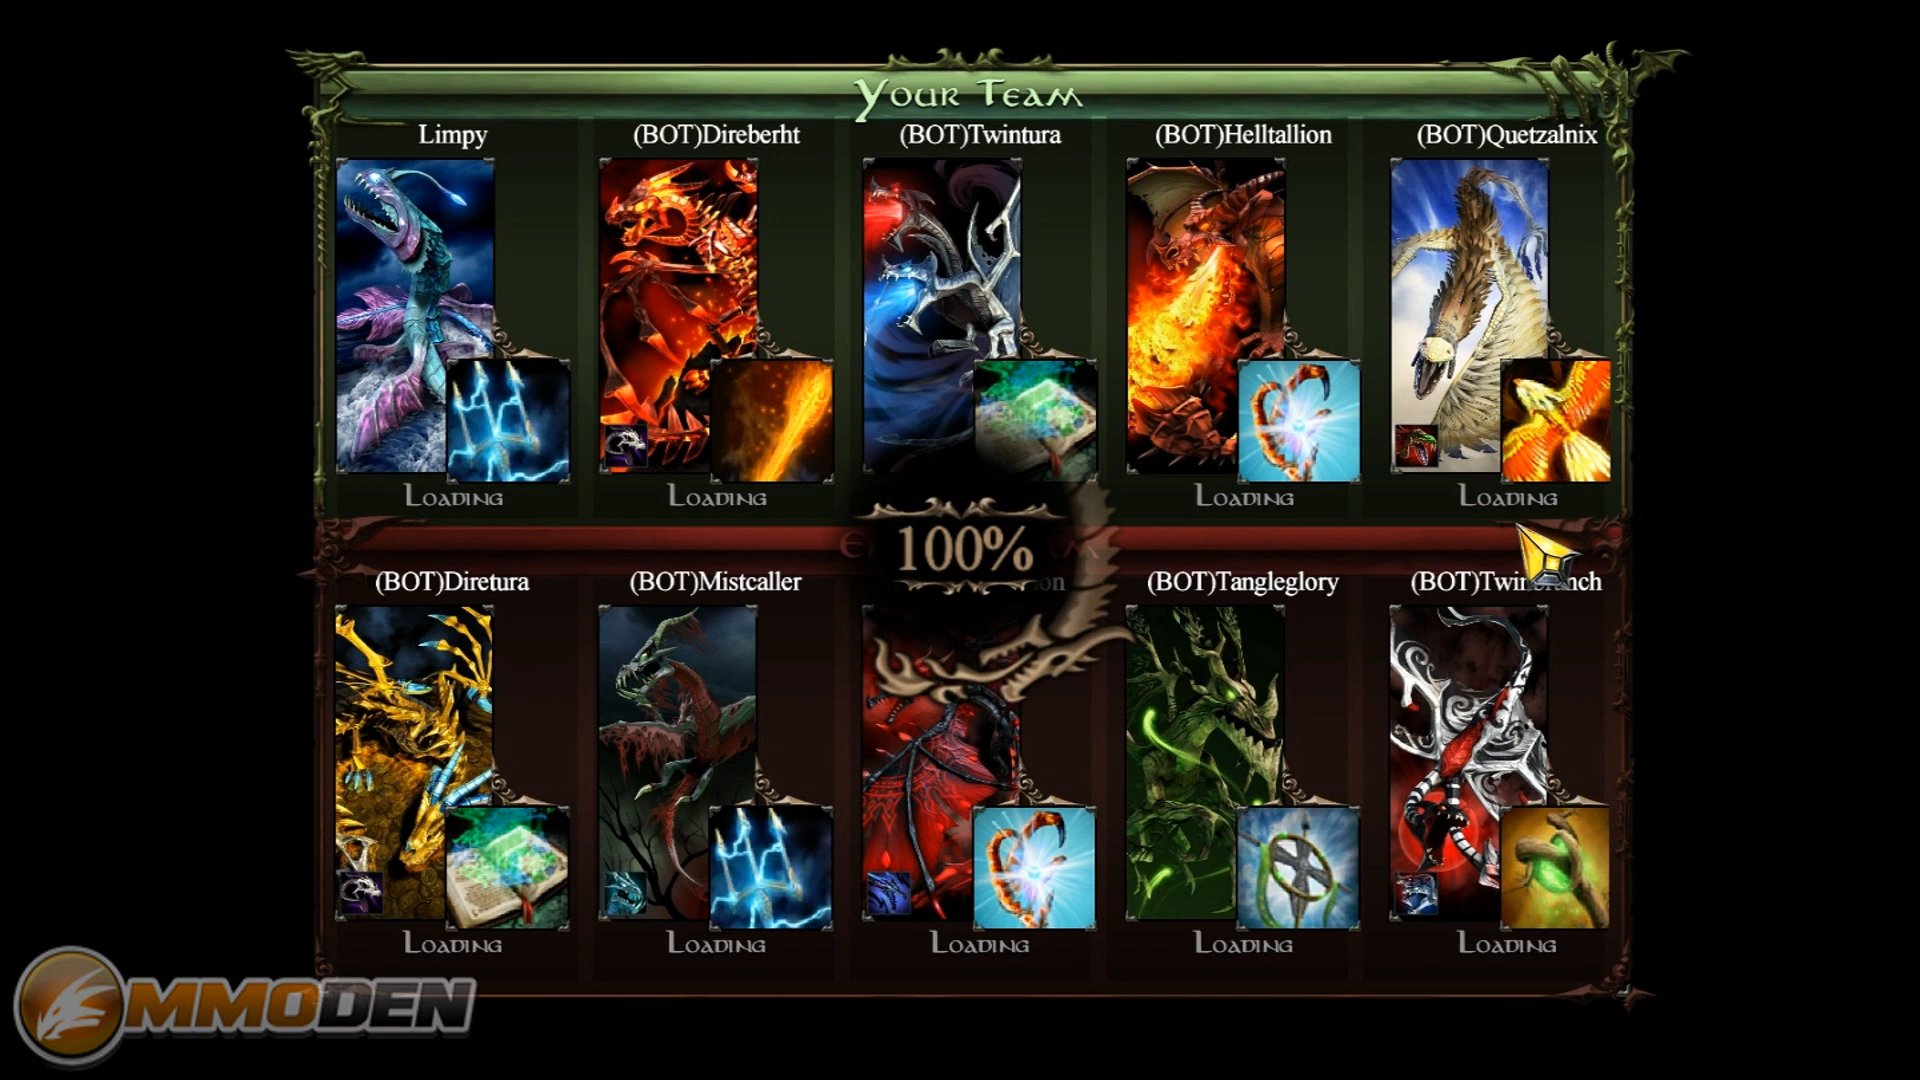 Your Team
Limpy
(BOT)Direberht
(BOT)Twintura
(BOT)Helltallion
(BOT)Quetzalnix
Loading
Loading
Loading
Loading
100%
(BOT)Diretura
(BOT)Mistcaller
(BOT)Tangleglory
Loading
Loading
Loading
Loading
Loading
MMODEN